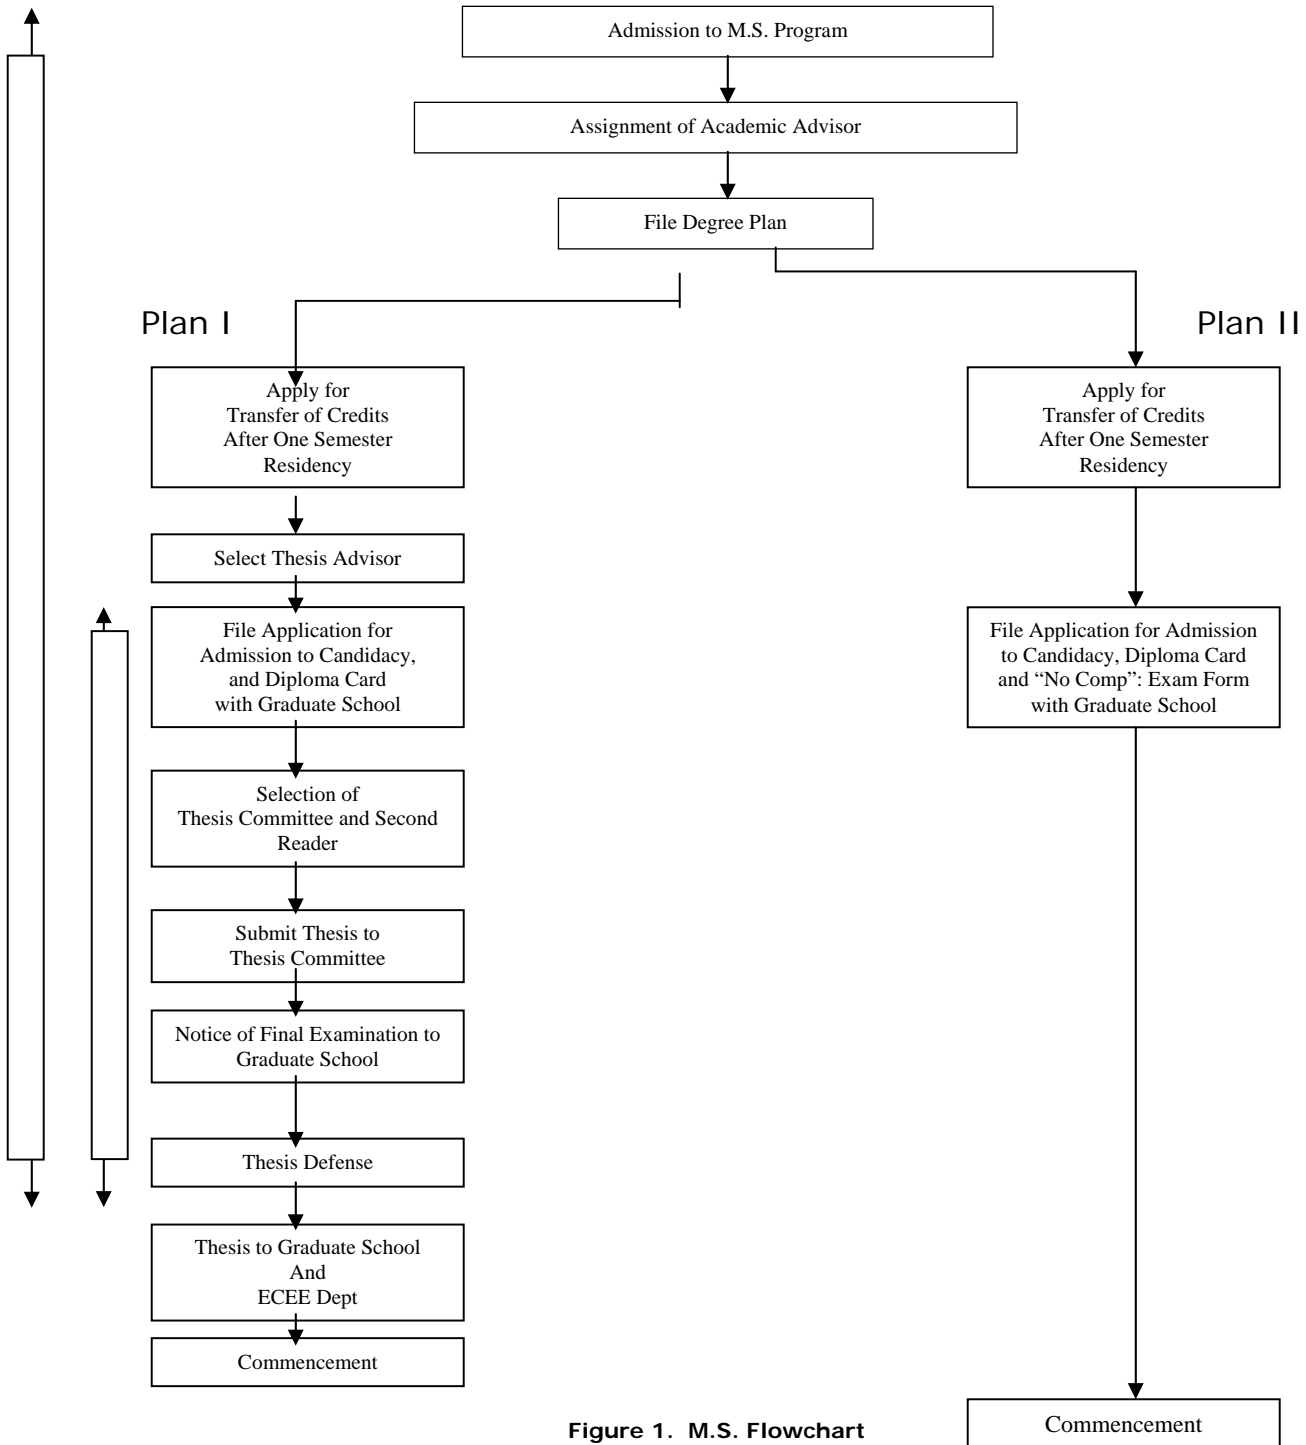 Admission to M.S. Program
Assignment of Academic Advisor
File Degree Plan
Plan I
Apply for
Transfer of Credits
After One Semester
Residency
Select Thesis Advisor
File Application for
Admission to Candidacy,
and Diploma Card
with Graduate School
Selection of
Thesis Committee and Second
Reader
Submit Thesis to
Thesis Committee
Notice of Final Examination to
Graduate School
Thesis Defense
Thesis to Graduate School
And
ECEE Dept
Commencement
Plan II
Apply for
Transfer of Credits
After One Semester
Residency
File Application for Admission
to Candidacy, Diploma Card
and “No Comp”: Exam Form
with Graduate School
Commencement
Figure 1. M.S. Flowchart